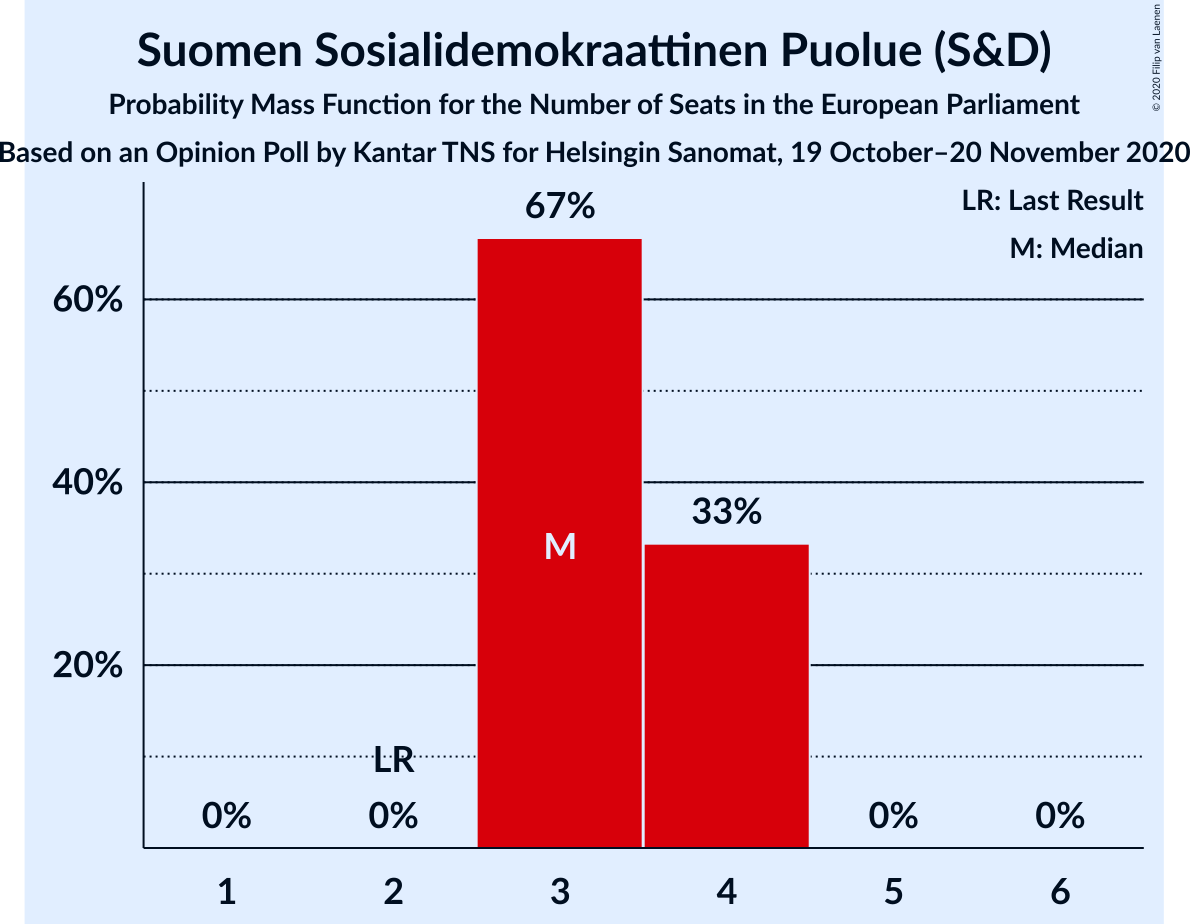 Suomen Sosialidemokraattinen Puolue (S&D)
Probability Mass Function for the Number of Seats in the European Parliament
Based on an Opinion Poll by Kantar TNS for Helsingin Sanomat, 19 October–20 November 2020
© 2020 Filip van Laenen
LR: Last Result
M: Median
67%
60%
40%
33%
M
20%
LR
0% 0% 0% 0%
1 2 3 4 5 6